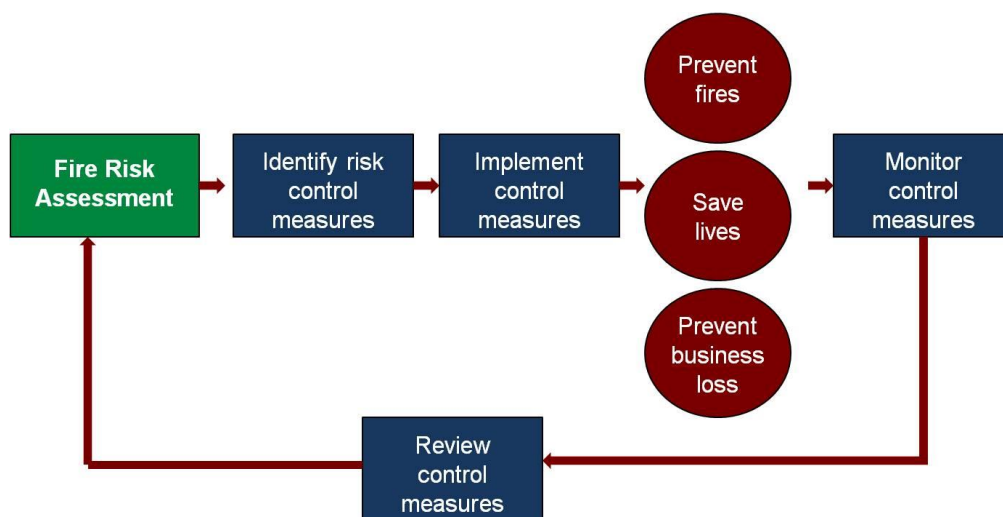 Fire Risk
Assessment
Identify risk
control
measures
Implement
control
measures
Prevent
fires
Save
lives
Prevent
business
loss
Monitor
control
measures
Review
control
measures